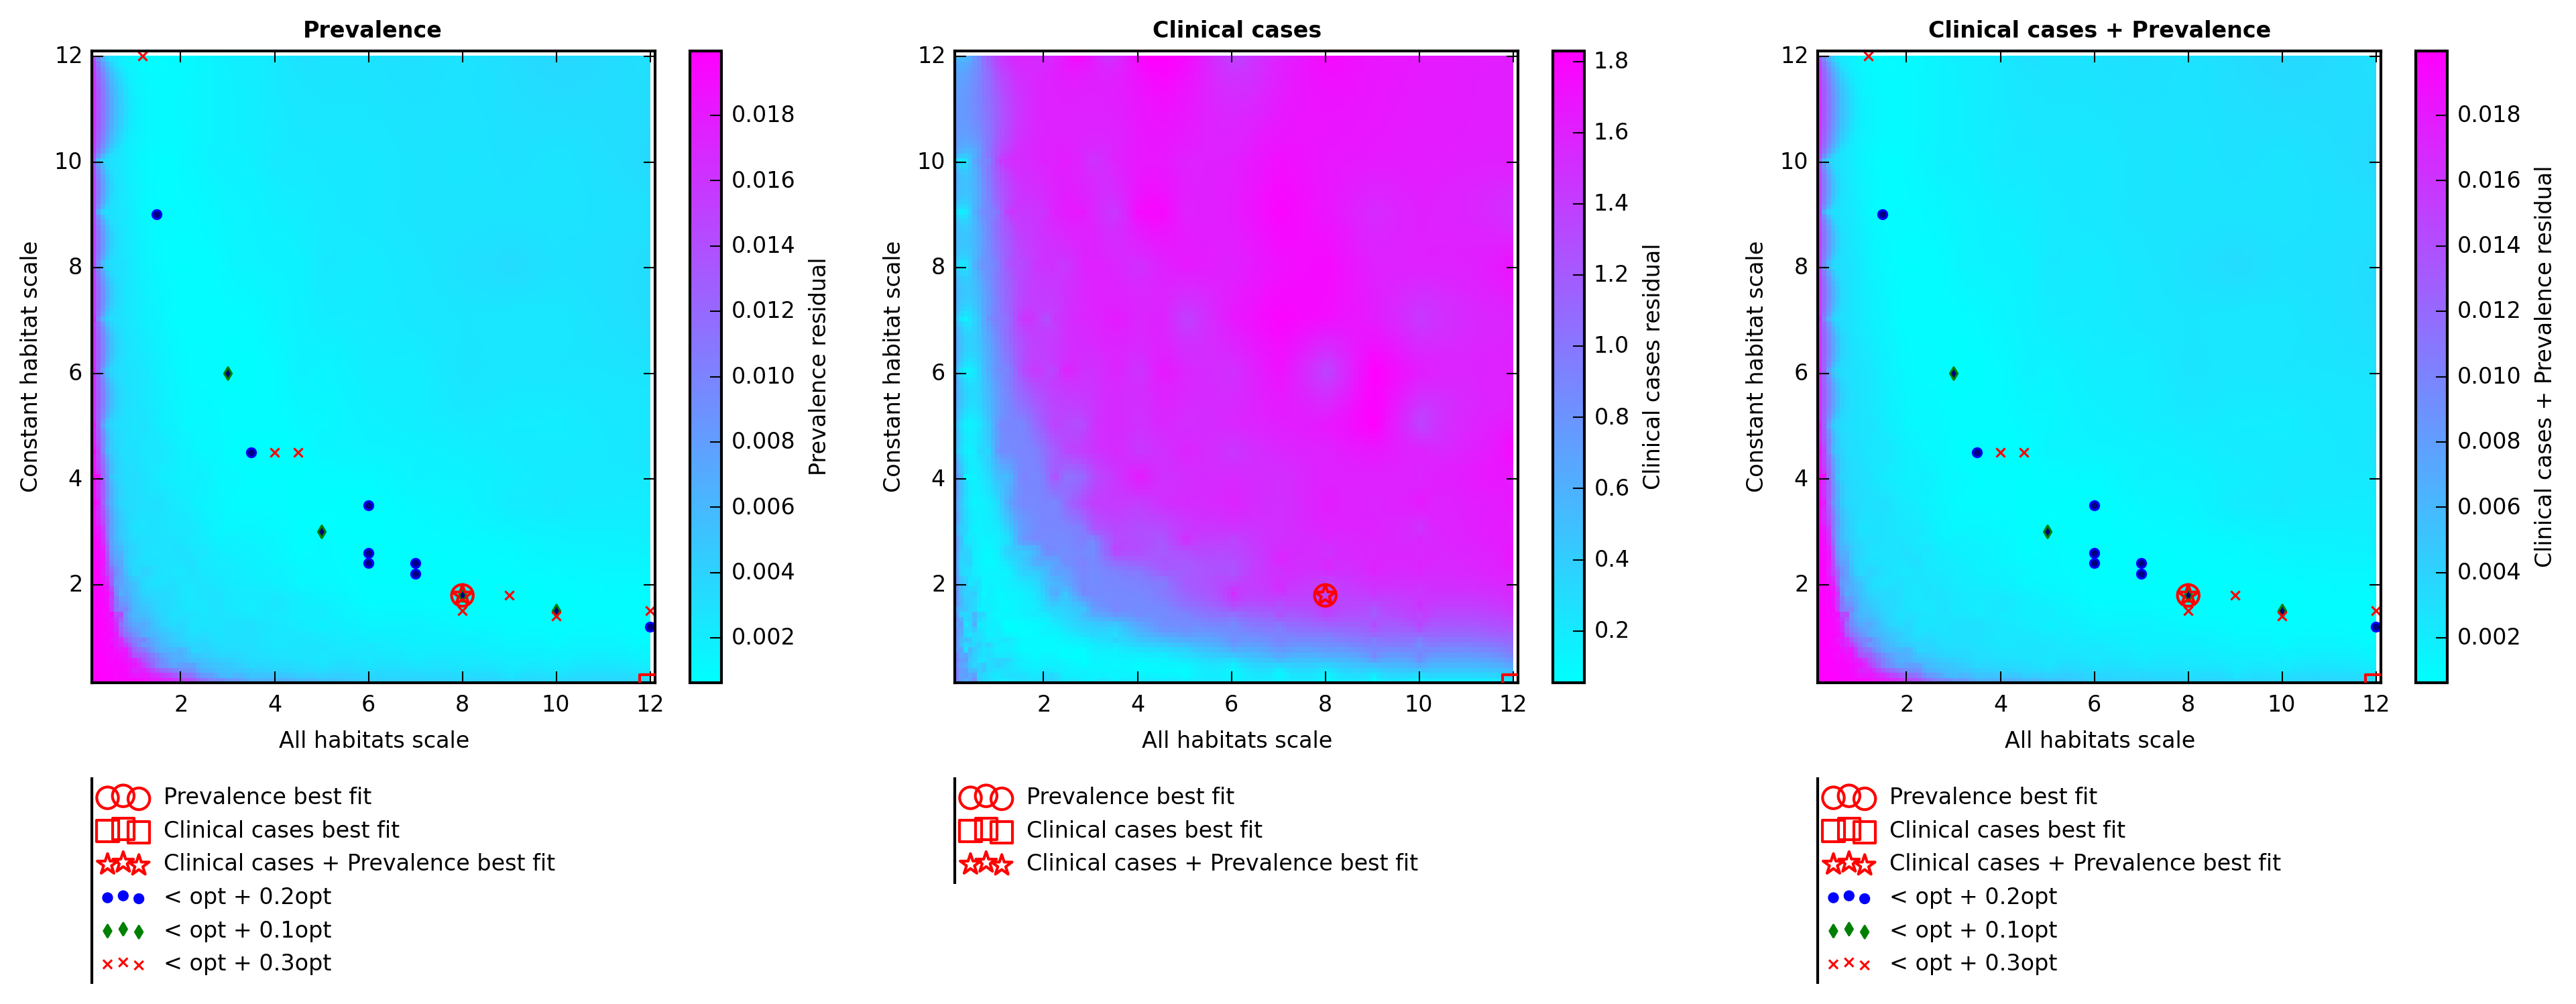 Prevalence
12
10
8
6
4
2
2 4 6 8 10 12
Constant habitat scale
All habitats scale
0.018
0.016
0.014
0.012
0.010
0.008
0.006
0.004
0.002
Prevalence residual
Prevalence best fit
Clinical cases best fit
Clinical cases + Prevalence best fit
< opt + 0.2opt
< opt + 0.1opt
< opt + 0.3opt
Clinical cases
12
10
8
6
4
2
2 4 6 8 10 12
Constant habitat scale
All habitats scale
1.8
1.6
1.4
1.2
1.0
0.8
0.6
0.4
0.2
Clinical cases residual
Prevalence best fit
Clinical cases best fit
Clinical cases + Prevalence best fit
Clinical cases + Prevalence
12
10
8
6
4
2
2 4 6 8 10 12
Constant habitat scale
All habitats scale
0.018
0.016
0.014
0.012
0.010
0.008
0.006
0.004
0.002
Clinical cases + Prevalence residual
Prevalence best fit
Clinical cases best fit
Clinical cases + Prevalence best fit
< opt + 0.2opt
< opt + 0.1opt
< opt + 0.3opt